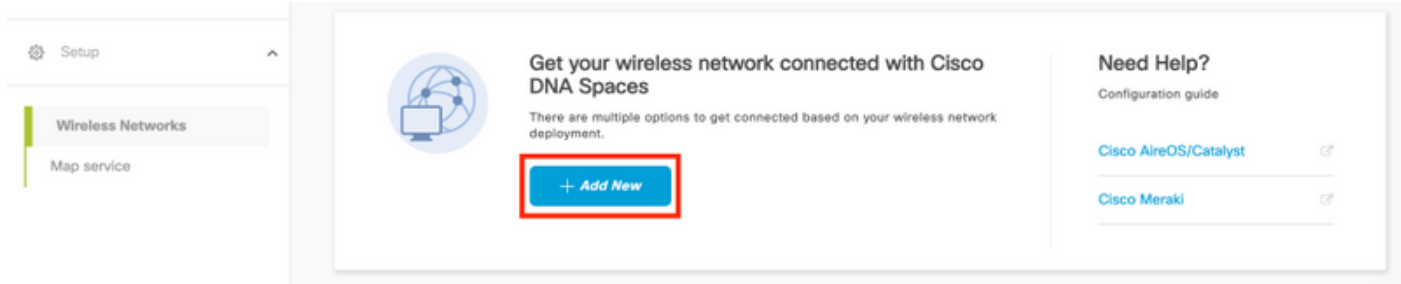 Setup
Wireless Networks
Map service
Get your wireless network connected with Cisco
DNA Spaces
There are multiple options to get connected based on your wireless network
deployment.
+ Add New
Need Help?
Configuration guide
Cisco AireOS/Catalyst
Cisco Meraki